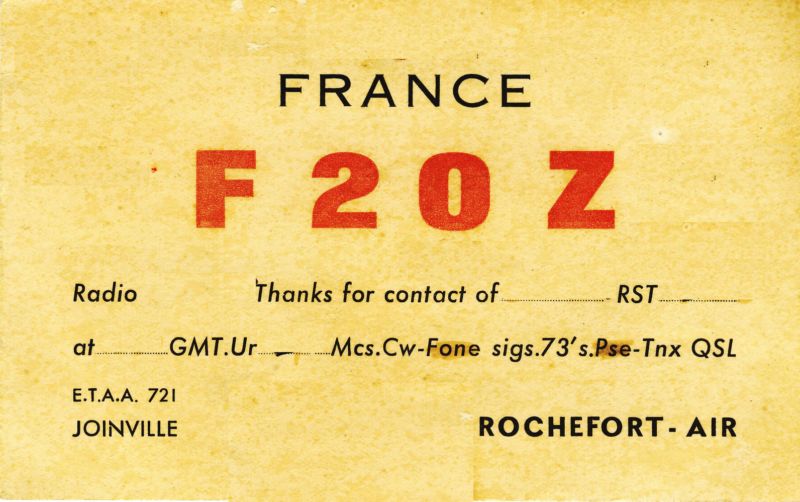 FRANCE
F 2 O Z
Radio Thanks for contact of RST
at GMT.Ur Mcs.Cw-Fone sigs.73's.Pse-Tnx QSL
E.T.A.A. 721
JOINVILLE
ROCHEFORT - AIR